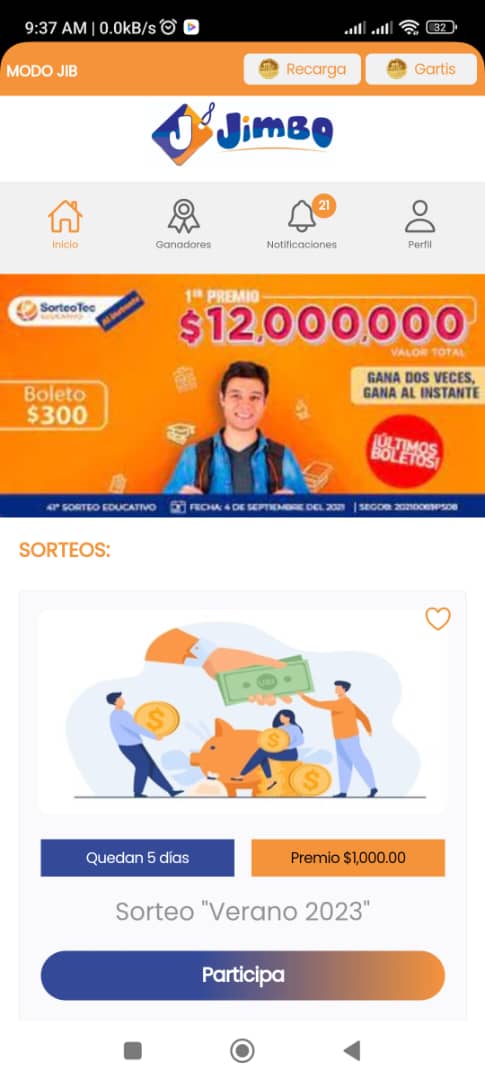 9:37 AM | 0.0kB/s
32
MODO JIB
Recarga
Gartis
J
JiMBO
21
Inicio
Ganadores
Notificaciones
Perfil
SorteoTec
EDUCATIVO
Al Instante
1er PREMIO
$12,000,000
VALOR TOTAL
Boleto
$300
GANA DOS VECES,
GANA AL INSTANTE
¡ÚLTIMOS
BOLETOS!
41º SORTEO EDUCATIVO
FECHA: 4 DE SEPTIEMBRE DEL 2021
SEGOB:
SORTEOS:
Quedan 5 días
Premio $1,000.00
Sorteo "Verano 2023"
Participa